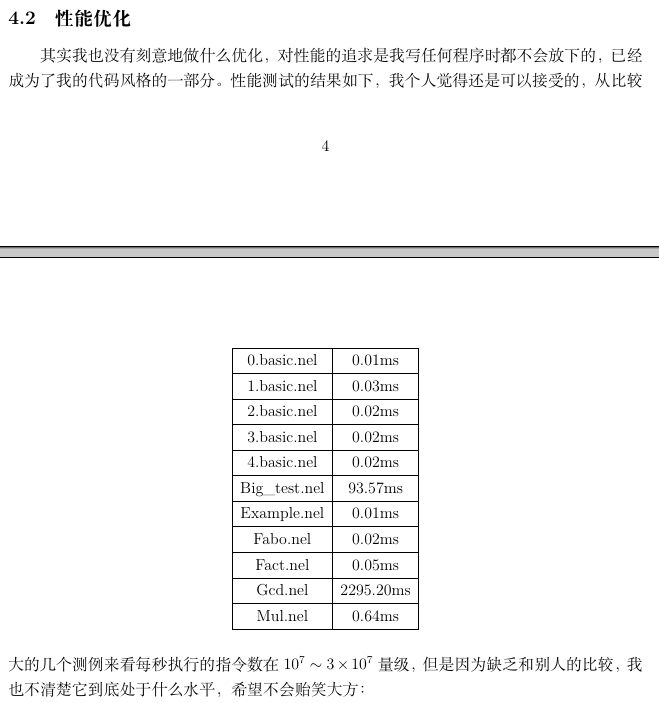 4.2 性能优化
其实我也没有刻意地做什么优化，对性能的追求是我写任何程序时都不会放下的，已经
成为了我的代码风格的一部分。性能测试的结果如下，我个人觉得还是可以接受的，从比较
4
0.basic.nel 0.01ms
1.basic.nel 0.03ms
2.basic.nel 0.02ms
3.basic.nel 0.02ms
4.basic.nel 0.02ms
Big_test.nel 93.57ms
Example.nel 0.01ms
Fabo.nel 0.02ms
Fact.nel 0.05ms
Gcd.nel 2295.20ms
Mul.nel 0.64ms
大的几个测例来看每秒执行的指令数在 10⁷ ∼ 3 × 10⁷ 量级，但是因为缺乏和别人的比较，我
也不清楚它到底处于什么水平，希望不会贻笑大方：